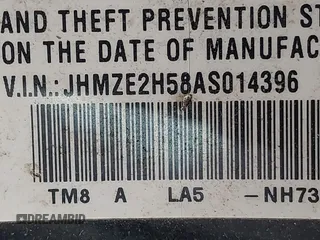 AND THEFT PREVENTION ST
ON THE DATE OF MANUFAC
V.I.N.: JHMZE2H58AS014396
TM8 A LA5 -NH73
DREAMBID